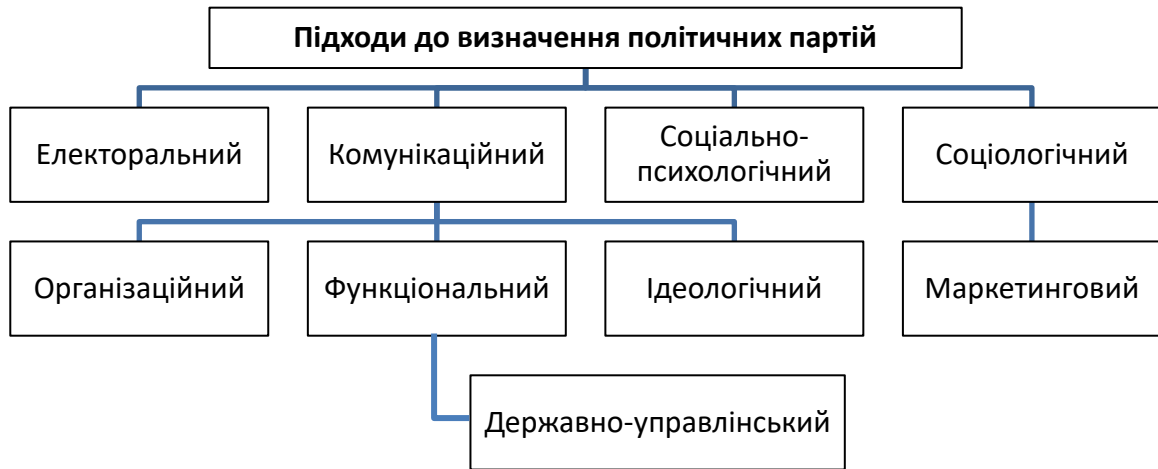 Підходи до визначення політичних партій
Електоральний
Комунікаційний
Соціально-
психологічний
Соціологічний
Організаційний
Функціональний
Ідеологічний
Маркетинговий
Державно-управлінський